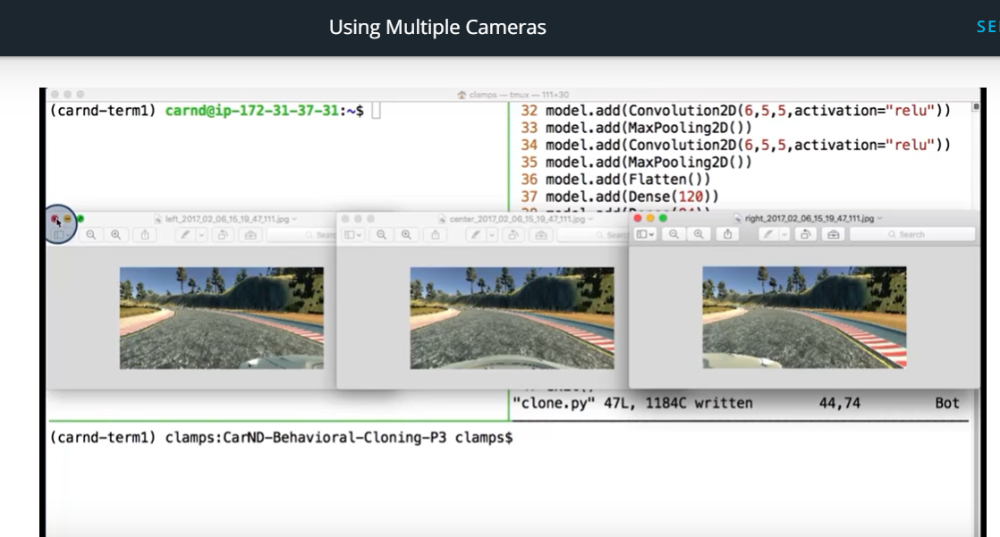 Using Multiple Cameras
SE
clamps — tmux — 111×30
(carnd-term1) carnd@ip-172-31-37-31:~$
32 model.add(Convolution2D(6,5,5,activation="relu"))
33 model.add(MaxPooling2D())
34 model.add(Convolution2D(6,5,5,activation="relu"))
35 model.add(MaxPooling2D())
36 model.add(Flatten())
37 model.add(Dense(120))
left_2017_02_06_15_19_47_111.jpg
center_2017_02_06_15_19_47_111.jpg
right_2017_02_06_15_19_47_111.jpg
Search
"clone.py" 47L, 1184C written 44,74 Bot
(carnd-term1) clamps:CarND-Behavioral-Cloning-P3 clamps$